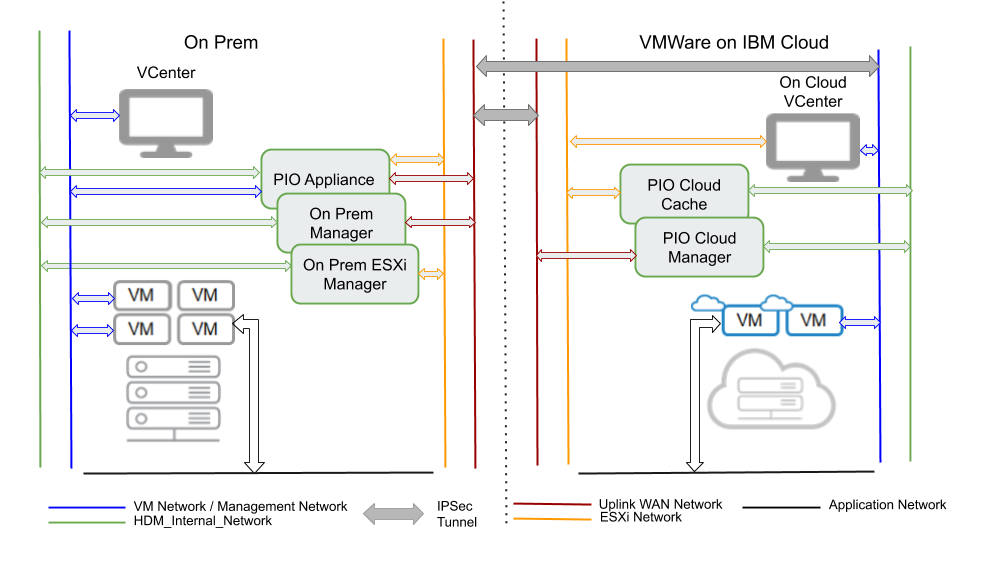 On Prem
VMWare on IBM Cloud
VCenter
On Cloud
VCenter
PIO Appliance
On Prem
Manager
On Prem ESXi
Manager
PIO Cloud
Cache
PIO Cloud
Manager
VM
VM
VM
VM
VM
VM
VM Network / Management Network
HDM_Internal_Network
IPSec
Tunnel
Uplink WAN Network
ESXi Network
Application Network